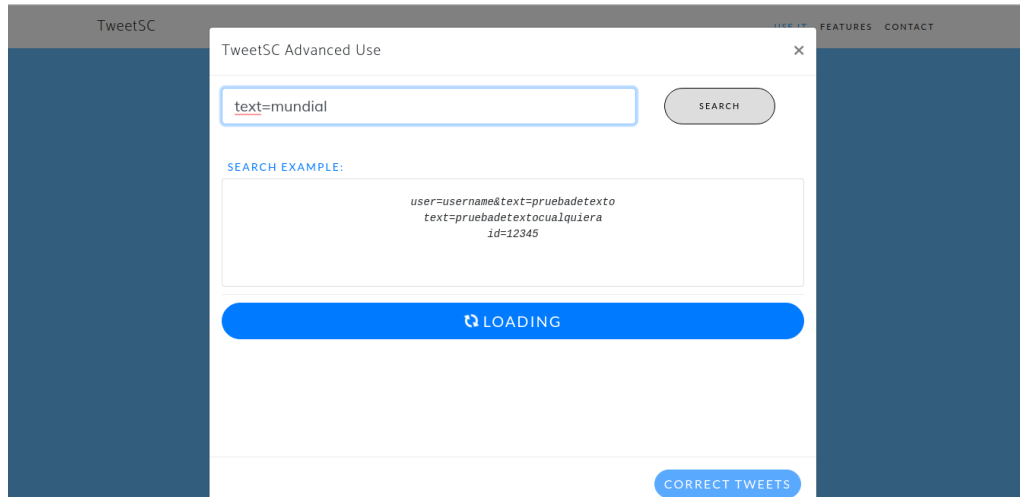 TweetSC
USE IT FEATURES CONTACT
TweetSC Advanced Use
×
text=mundial
SEARCH
SEARCH EXAMPLE:
user=username&text=pruebadetexto
text=pruebadetextocualquiera
id=12345
LOADING
CORRECT TWEETS